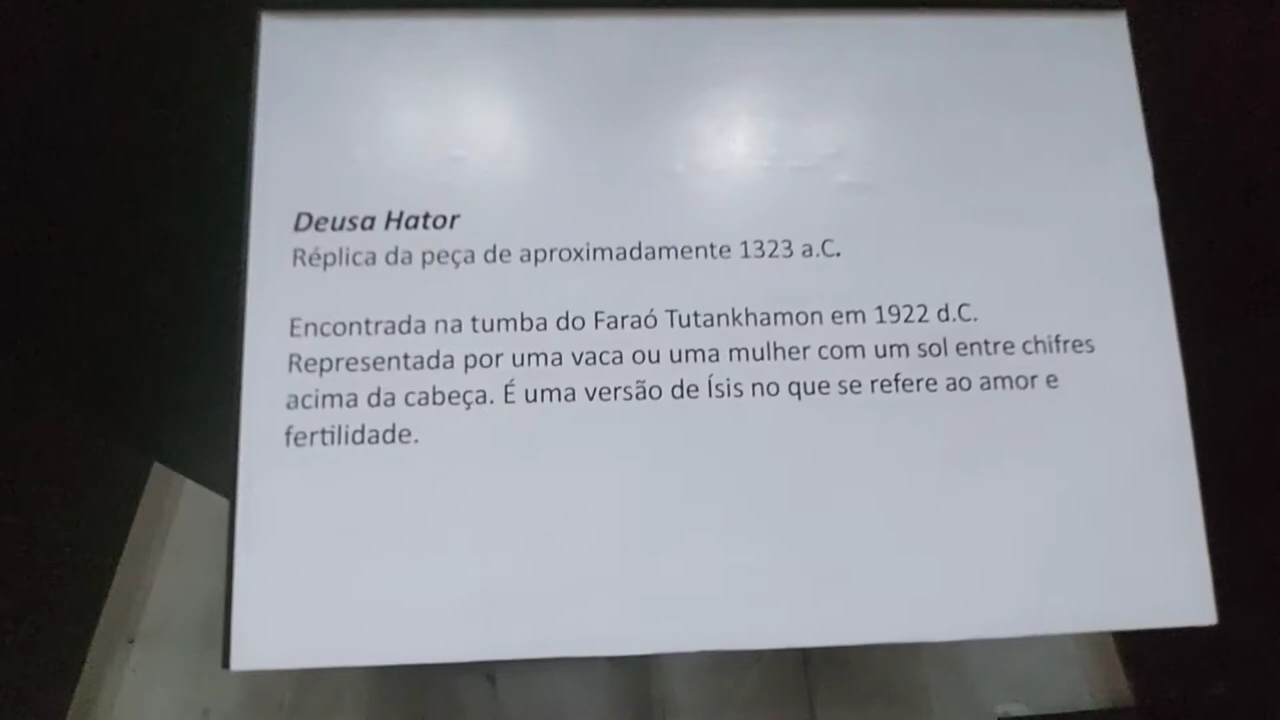 Deusa Hator
Réplica da peça de aproximadamente 1323 a.C.
Encontrada na tumba do Faraó Tutankhamon em 1922 d.C.
Representada por uma vaca ou uma mulher com um sol entre chifres
acima da cabeça. É uma versão de Ísis no que se refere ao amor e
fertilidade.